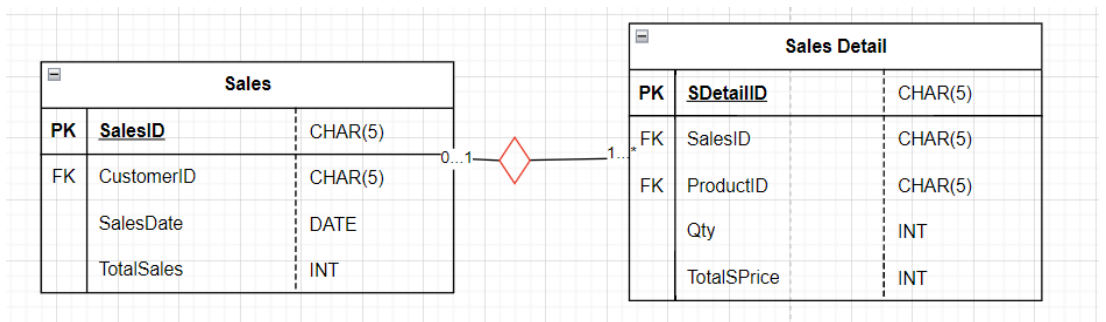 Sales
PK SalesID CHAR(5)
FK CustomerID CHAR(5)
SalesDate DATE
TotalSales INT
0...1
1...*
Sales Detail
PK SDetailID CHAR(5)
FK SalesID CHAR(5)
FK ProductID CHAR(5)
Qty INT
TotalSPrice INT